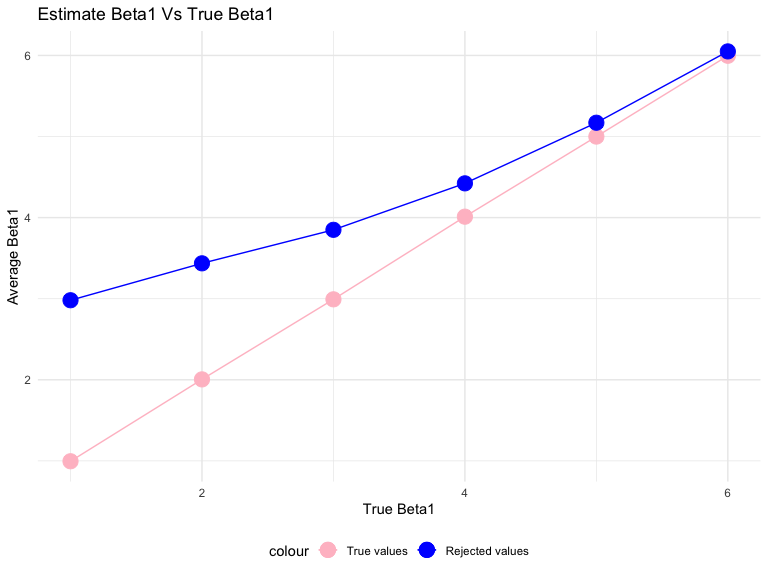 Estimate Beta1 Vs True Beta1
Average Beta1
6
4
2
2
4
6
True Beta1
colour
True values
Rejected values